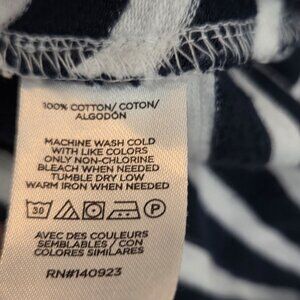 100% COTTON/ COTON/
ALGODÓN
MACHINE WASH COLD
WITH LIKE COLORS
ONLY NON-CHLORINE
BLEACH WHEN NEEDED
TUMBLE DRY LOW
WARM IRON WHEN NEEDED
30 P
AVEC DES COULEURS
SEMBLABLES / CON
COLORES SIMILARES
RN#140923